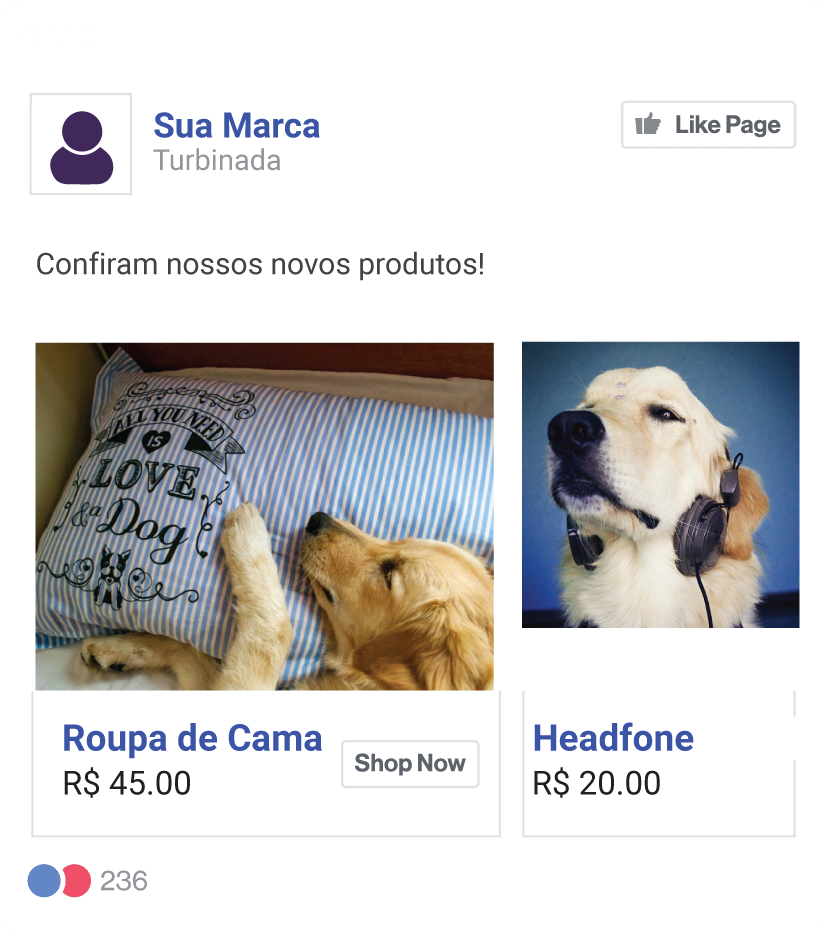 Sua Marca
Turbinada
Like Page
Confiram nossos novos produtos!
ALL YOU NEED
IS
LOVE
&a Dog
Roupa de Cama
R$ 45.00
Shop Now
Headfone
R$ 20.00
236